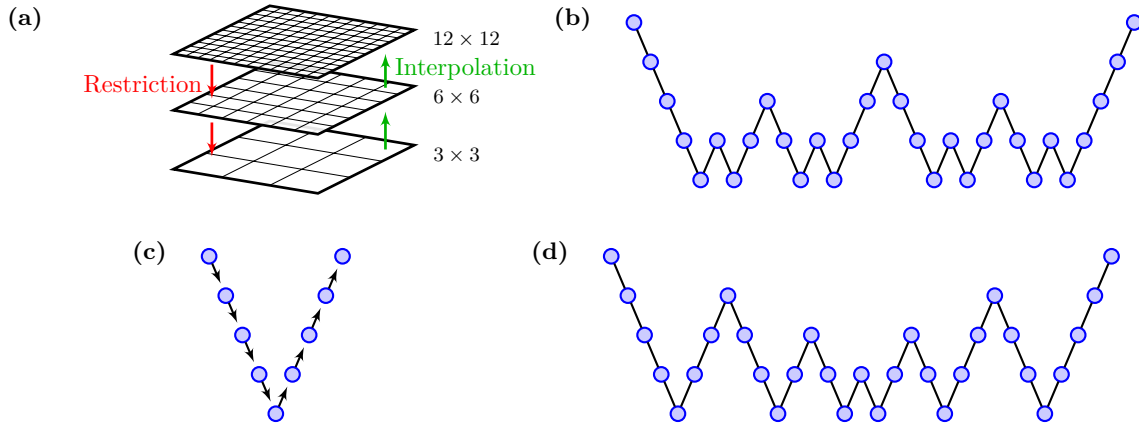 (a)
12 × 12
Restriction
Interpolation
6 × 6
3 × 3
(b)
(c)
(d)